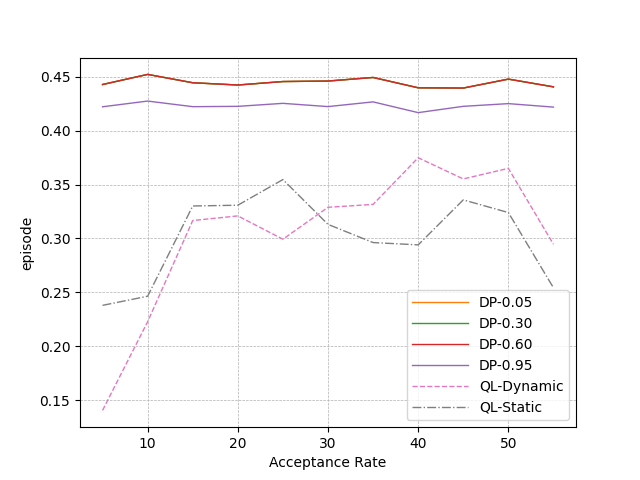 0.45
0.40
0.35
0.30
0.25
0.20
0.15
episode
10
20
30
40
50
Acceptance Rate
DP-0.05
DP-0.30
DP-0.60
DP-0.95
QL-Dynamic
QL-Static